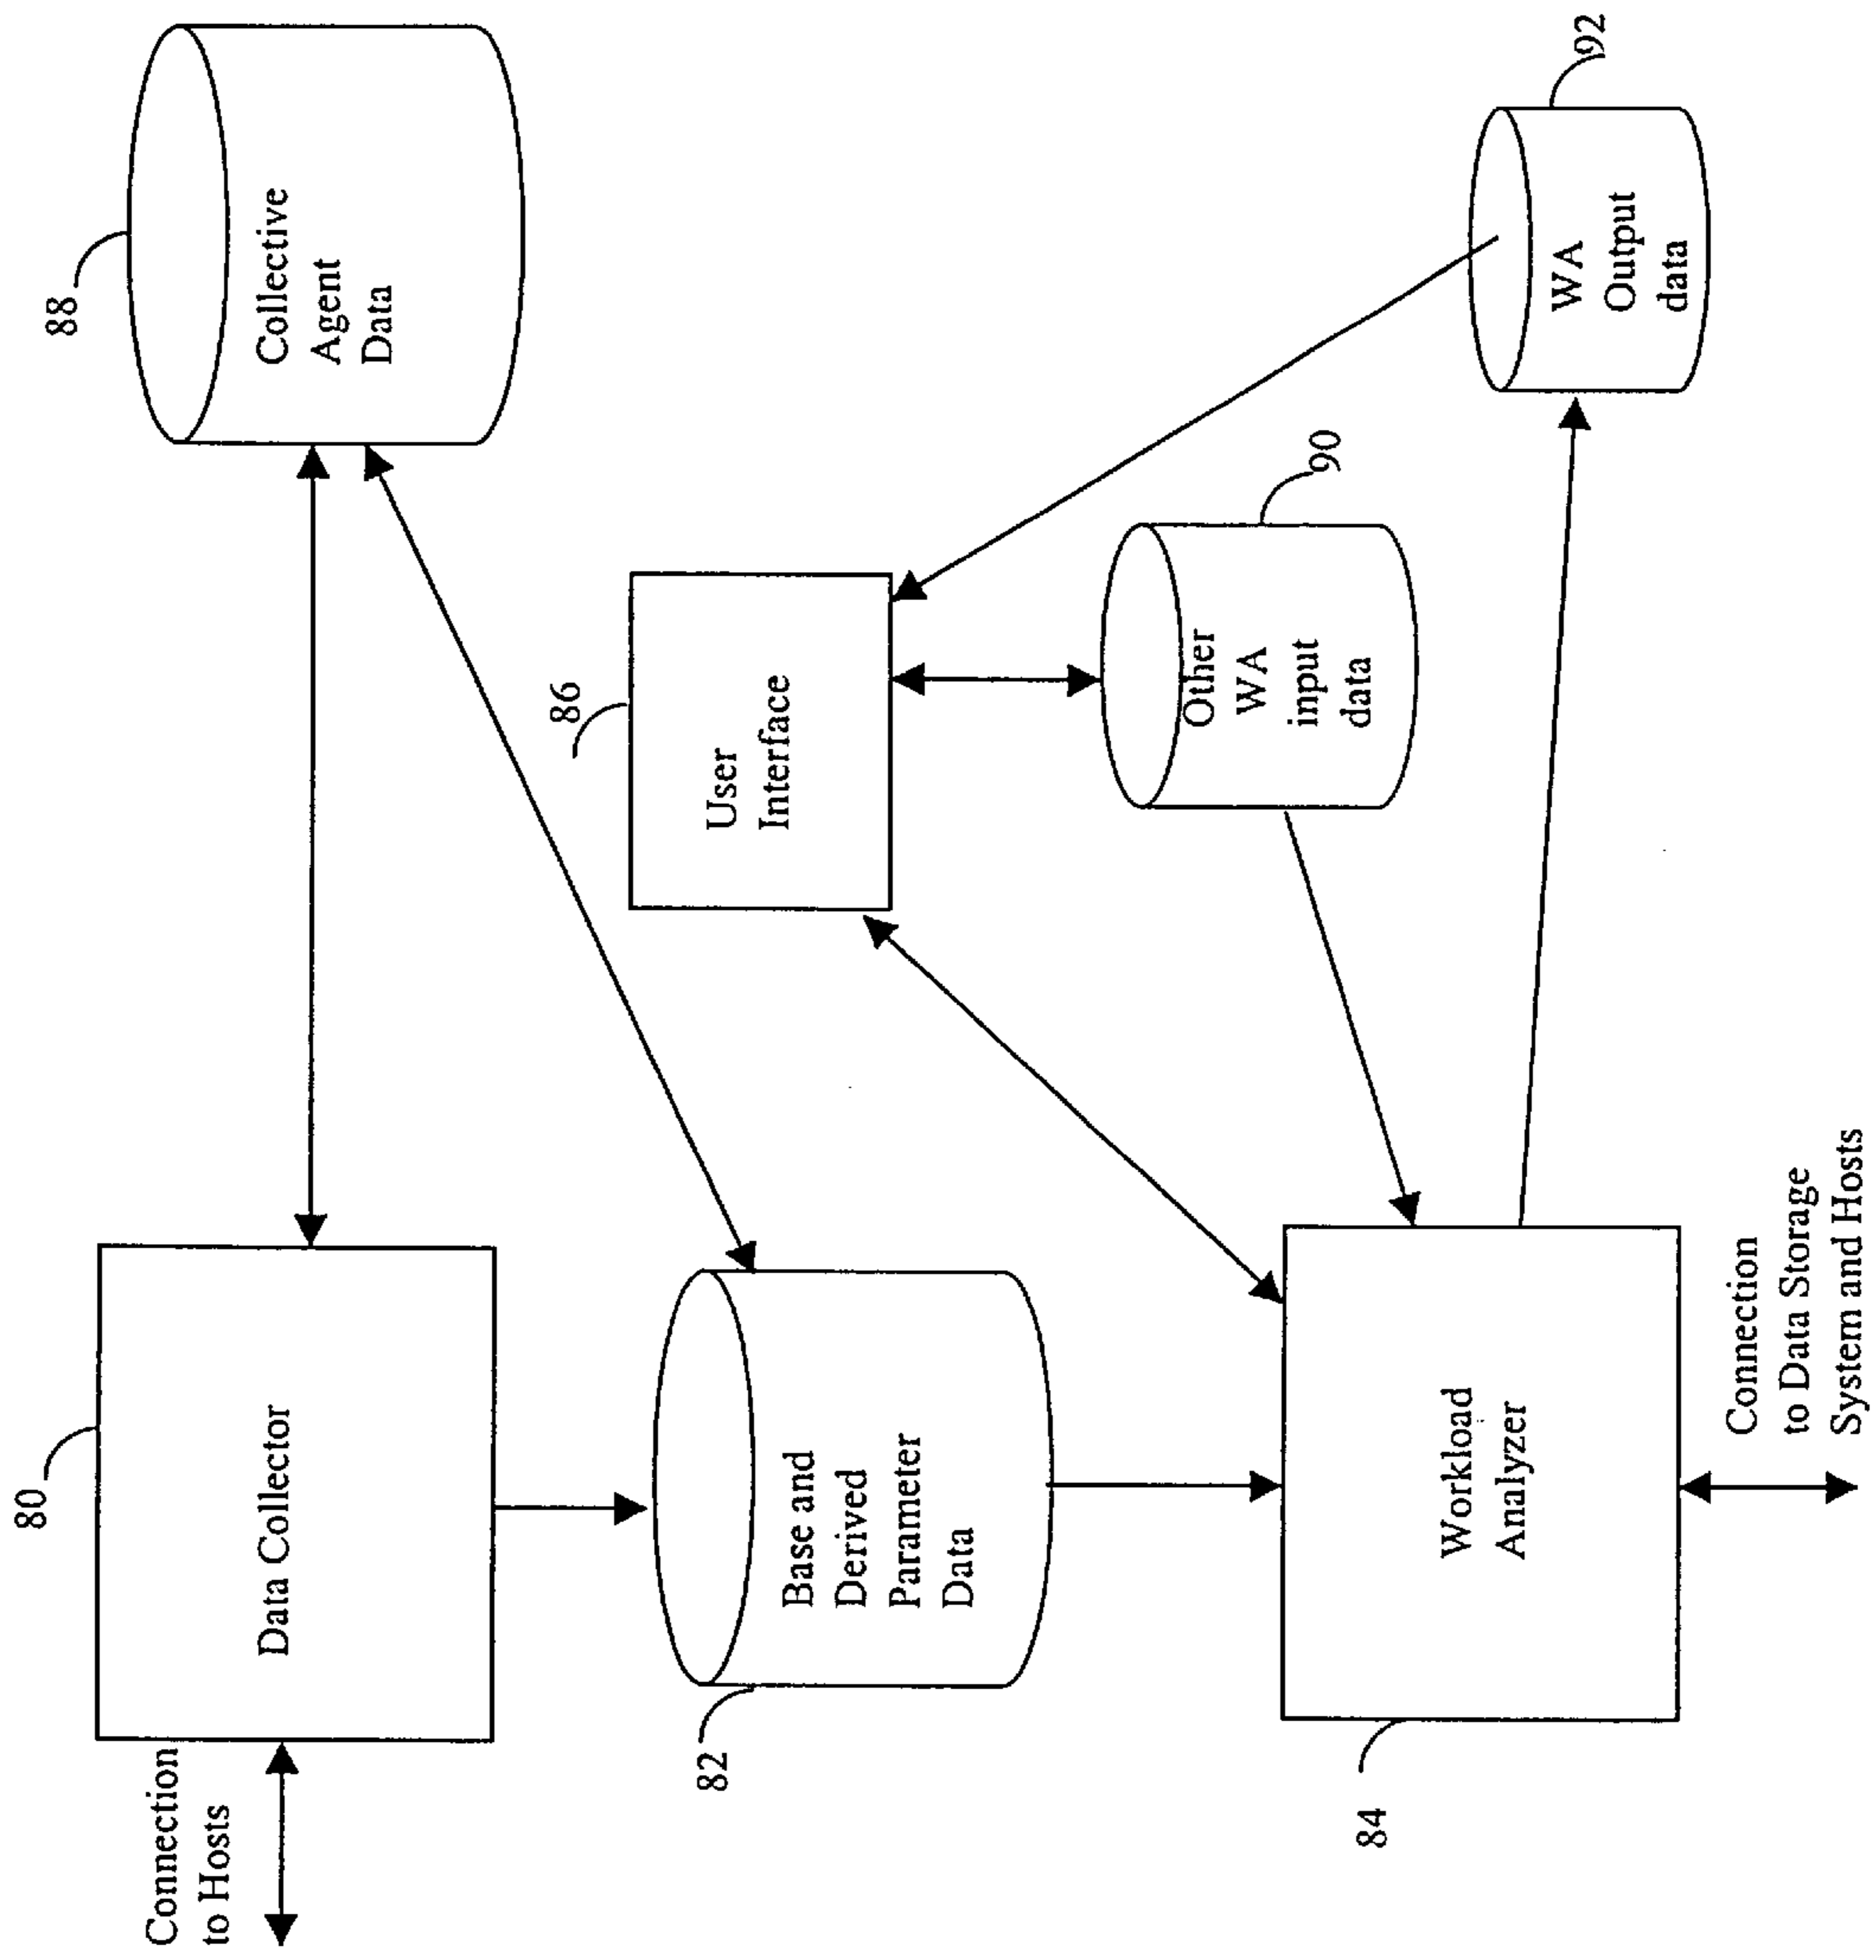 88
Collective
Agent
Data
80
Data Collector
Connection
to Hosts
86
User
Interface
82
Base and
Derived
Parameter
Data
90
Other
WA
input
data
92
WA
Output
data
84
Workload
Analyzer
Connection
to Data Storage
System and Hosts